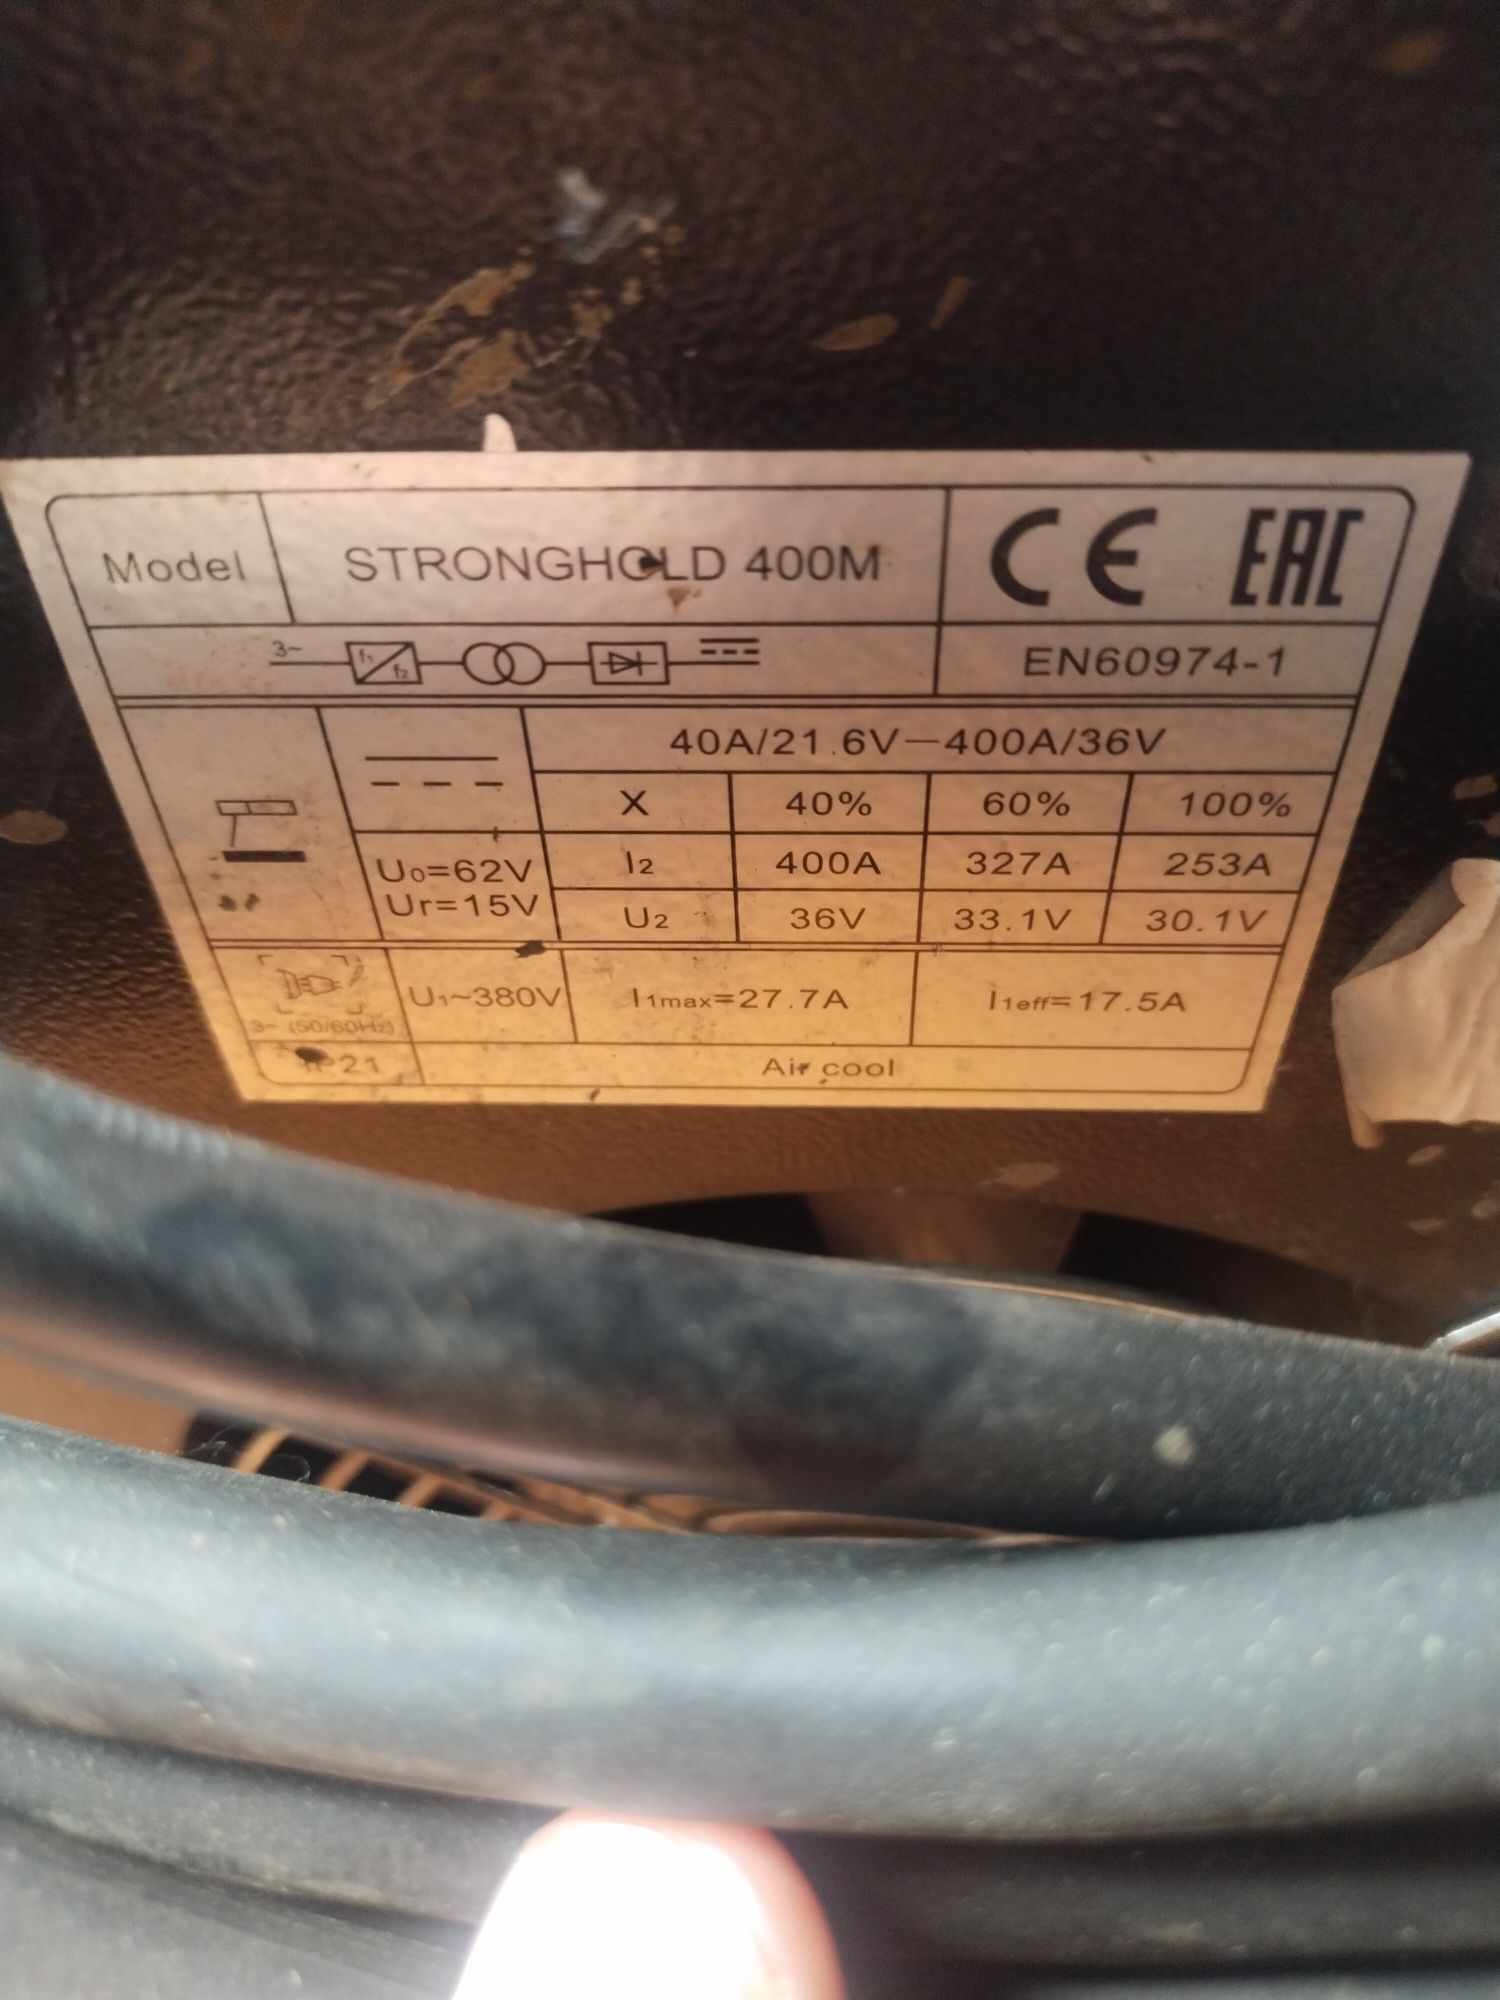 Model STRONGHOLD 400M CE EAC
3~ f1 f2 EN60974-1
40A/21.6V—400A/36V
X 40% 60% 100%
U0=62V I2 400A 327A 253A
Ur=15V U2 36V 33.1V 30.1V
U1~380V I1max=27.7A I1eff=17.5A
3~ (50/60Hz)
IP21 Air cool